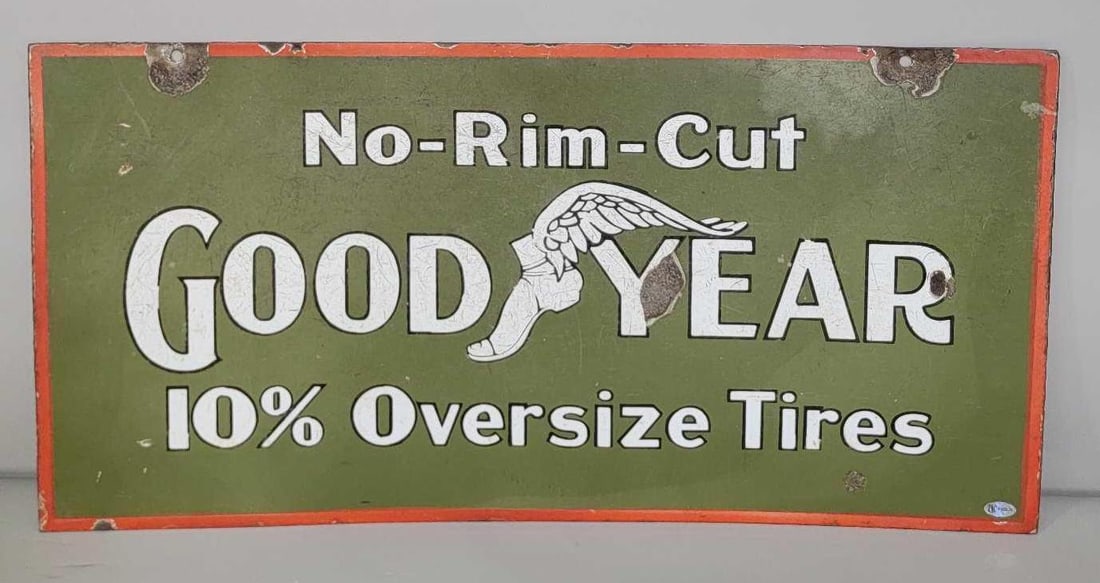 No-Rim-Cut
GOOD YEAR
10% Oversize Tires